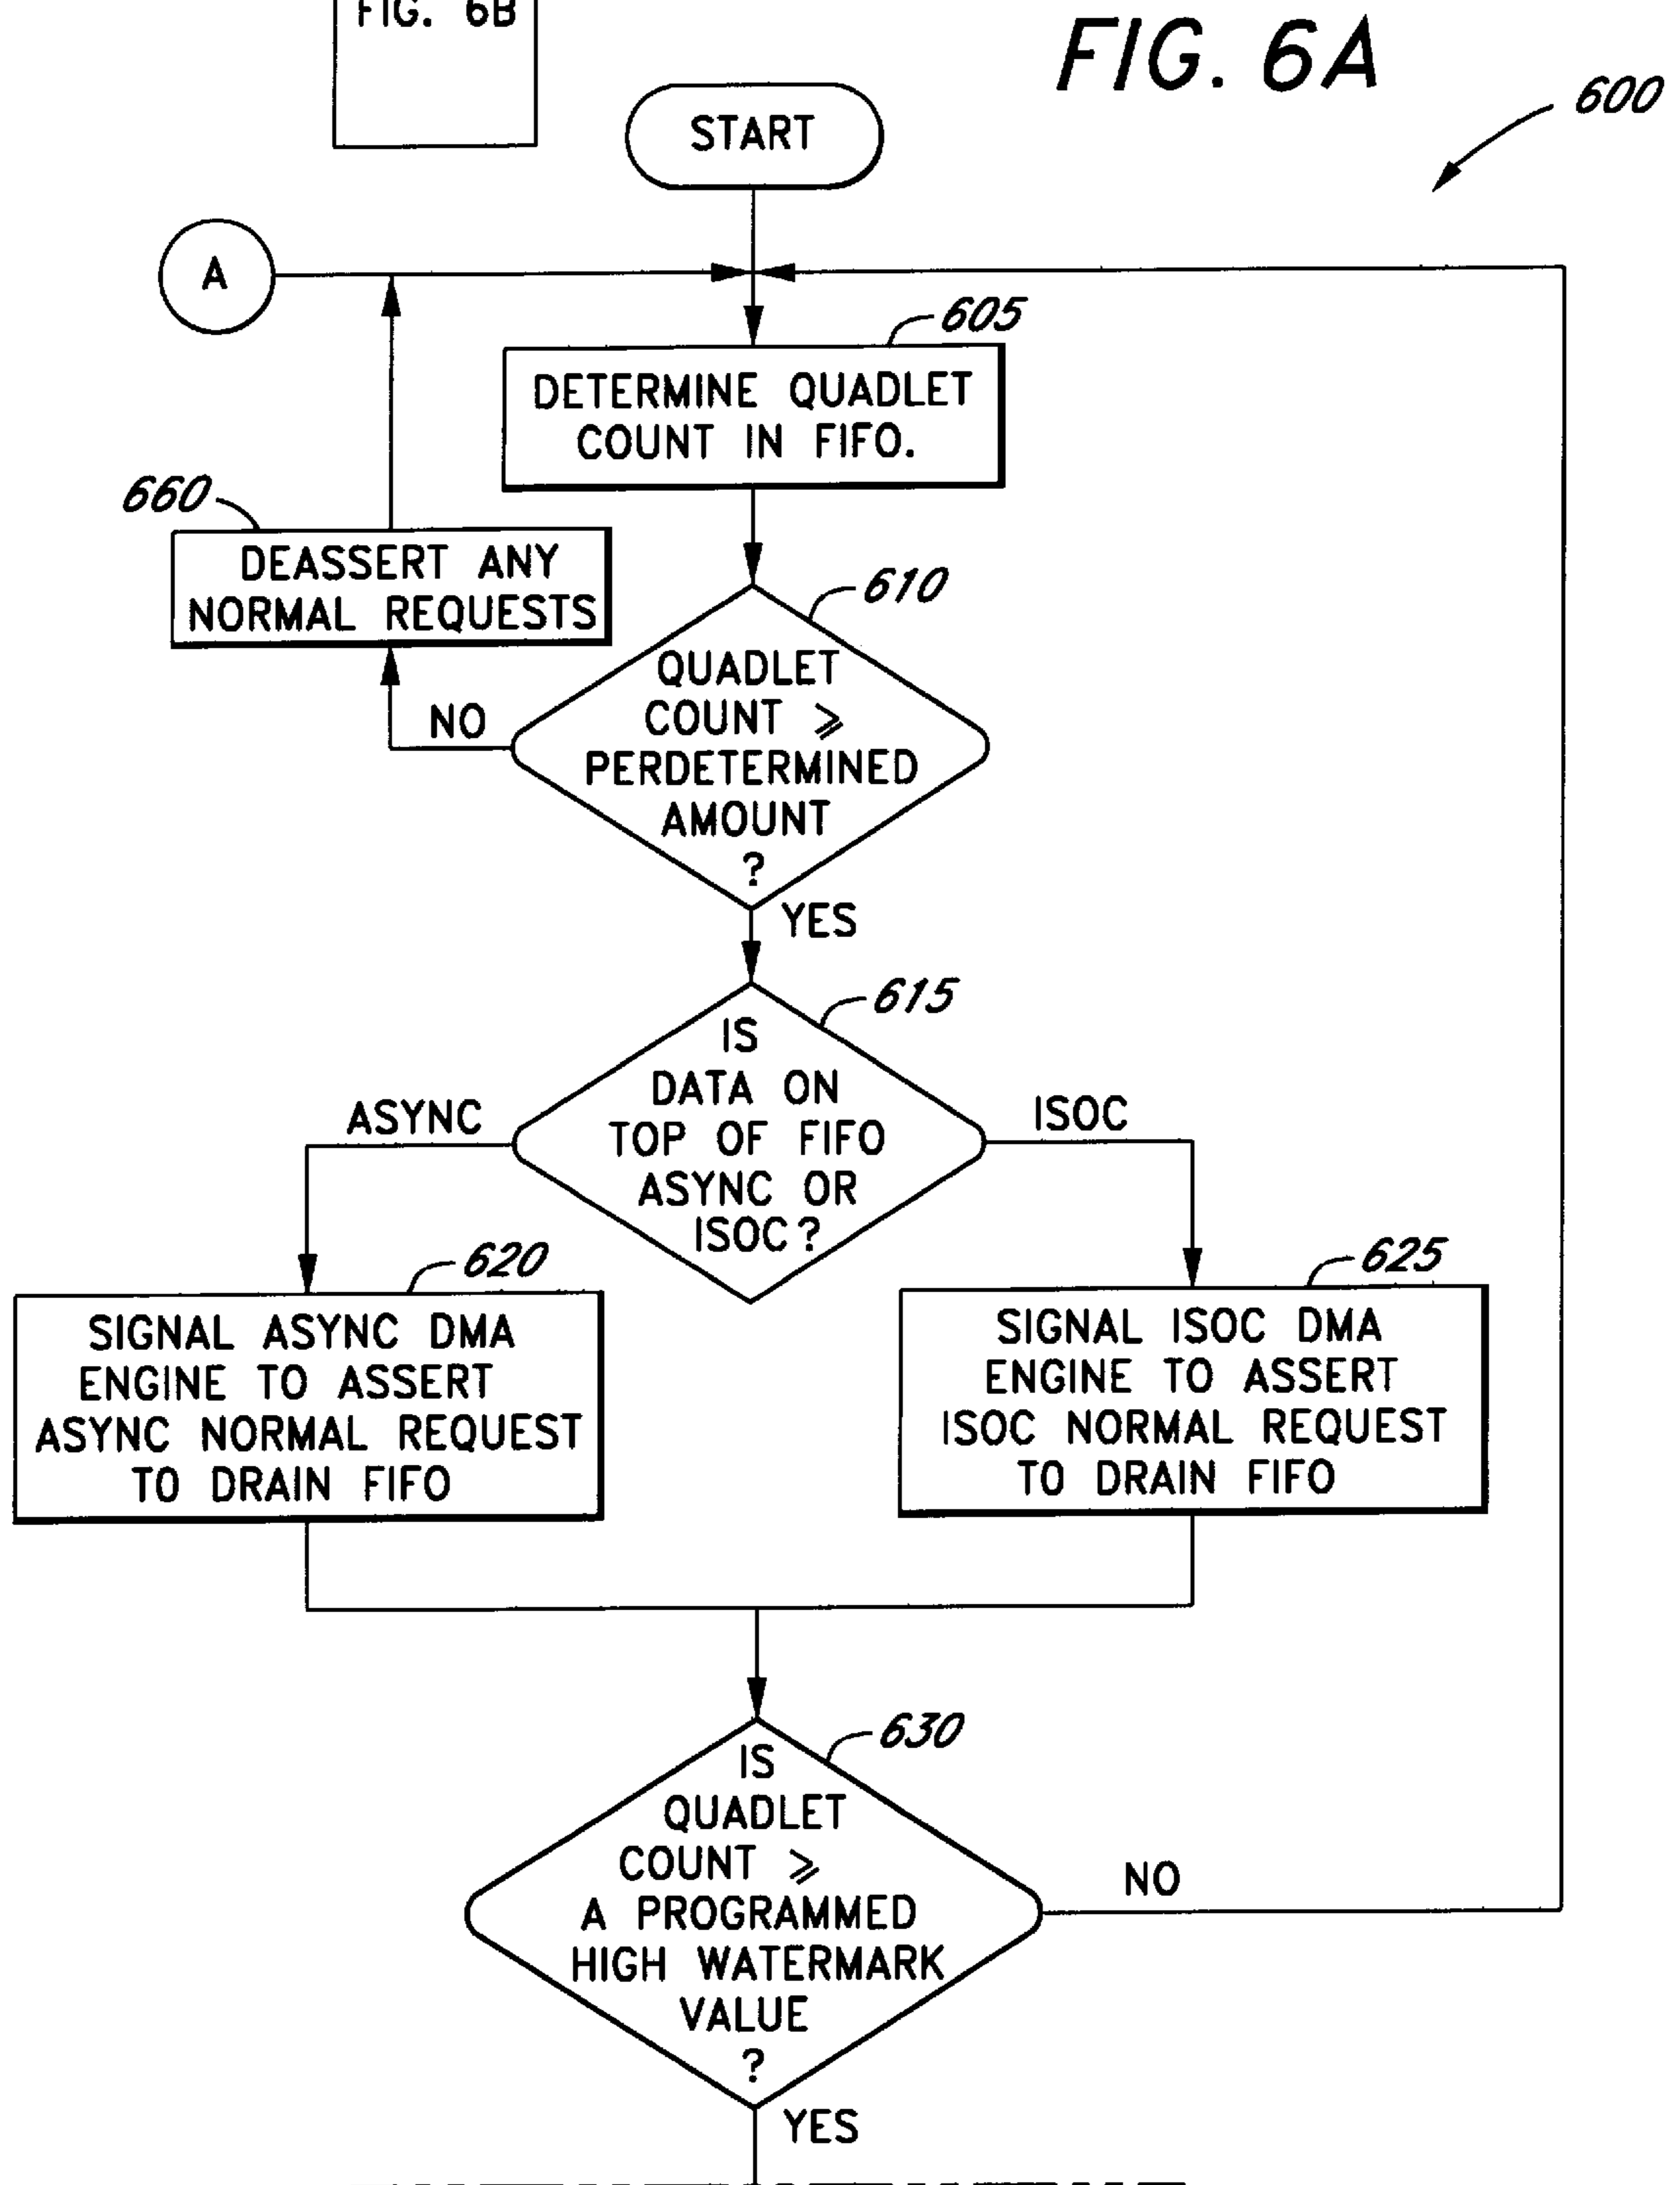 FIG. 6B
FIG. 6A
600
START
A
605
DETERMINE QUADLET
COUNT IN FIFO.
660
DEASSERT ANY
NORMAL REQUESTS
610
QUADLET
COUNT ⩾
PERDETERMINED
AMOUNT
?
NO
YES
615
IS
DATA ON
TOP OF FIFO
ASYNC OR
ISOC?
ASYNC
ISOC
620
SIGNAL ASYNC DMA
ENGINE TO ASSERT
ASYNC NORMAL REQUEST
TO DRAIN FIFO
625
SIGNAL ISOC DMA
ENGINE TO ASSERT
ISOC NORMAL REQUEST
TO DRAIN FIFO
630
IS
QUADLET
COUNT ⩾
A PROGRAMMED
HIGH WATERMARK
VALUE
?
NO
YES